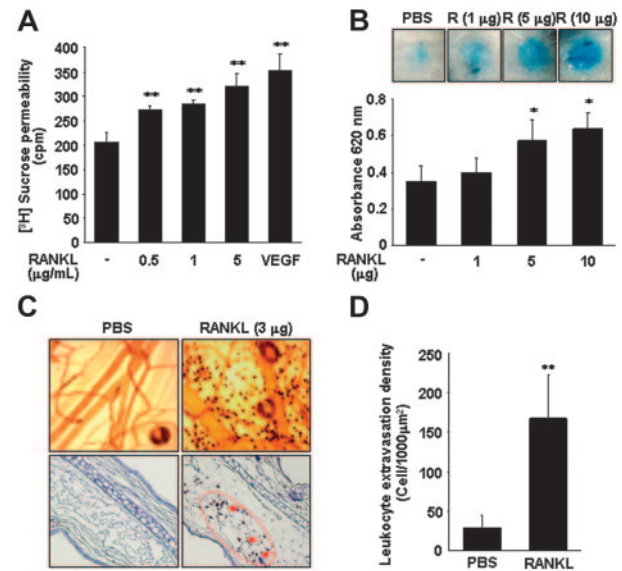 A
[³H] Sucrose permeability
(cpm)
400
350
300
250
200
150
100
50
0
** ** ** **
RANKL
(μg/mL)
- 0.5 1 5 VEGF
B
PBS R (1 μg) R (5 μg) R (10 μg)
Absorbance 620 nm
0.8
0.6
0.4
0.2
0
* *
RANKL
(μg)
- 1 5 10
C
PBS RANKL (3 μg)
D
Leukocyte extravasation density
(Cell/1000μm²)
250
200
150
100
50
0
**
PBS RANKL